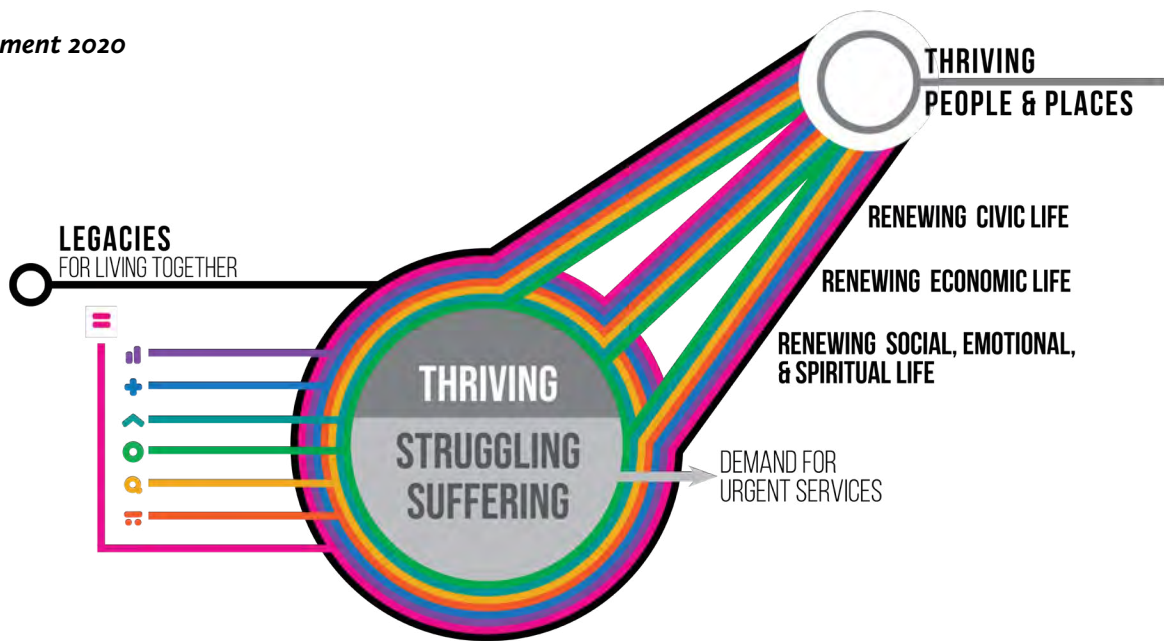 ment 2020
THRIVING
PEOPLE & PLACES
RENEWING CIVIC LIFE
LEGACIES
FOR LIVING TOGETHER
RENEWING ECONOMIC LIFE
RENEWING SOCIAL, EMOTIONAL,
& SPIRITUAL LIFE
THRIVING
STRUGGLING
SUFFERING
DEMAND FOR
URGENT SERVICES